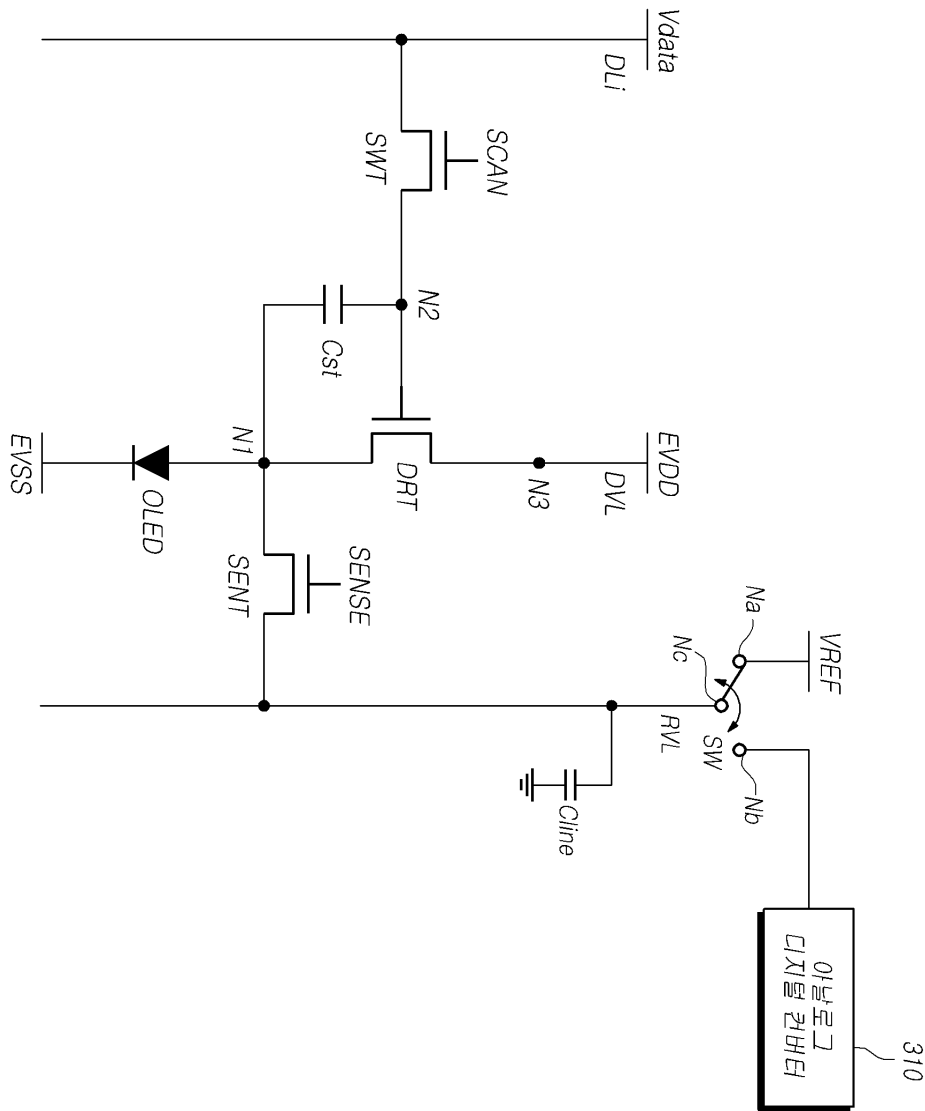 Vdata
DLi
SCAN
SWT
N2
Cst
EVDD
DVL
N3
DRT
N1
OLED
EVSS
SENSE
SENT
VREF
Na
Nc
SW
Nb
RVL
Cline
아날로그
디지털 컨버터
310